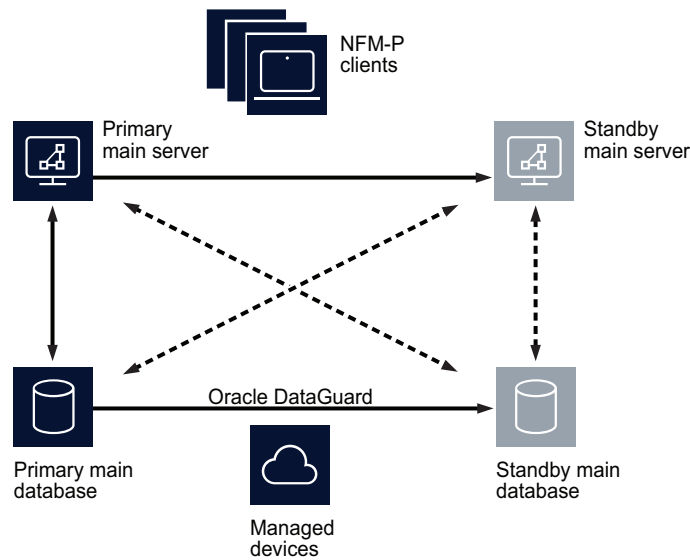 NFM-P
clients
Primary
main server
Standby
main server
Oracle DataGuard
Primary main
database
Standby main
database
Managed
devices